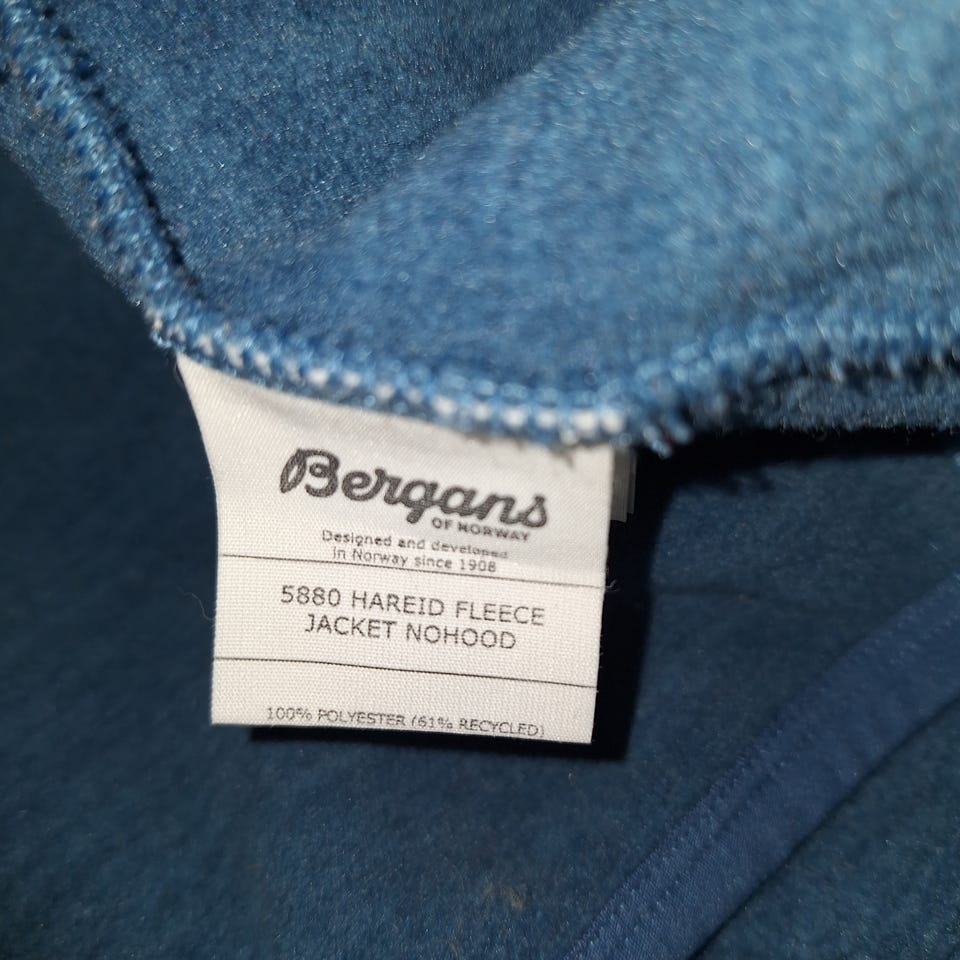 Bergans
OF NORWAY
Designed and developed
in Norway since 1908
5880 HAREID FLEECE
JACKET NOHOOD
100% POLYESTER (61% RECYCLED)